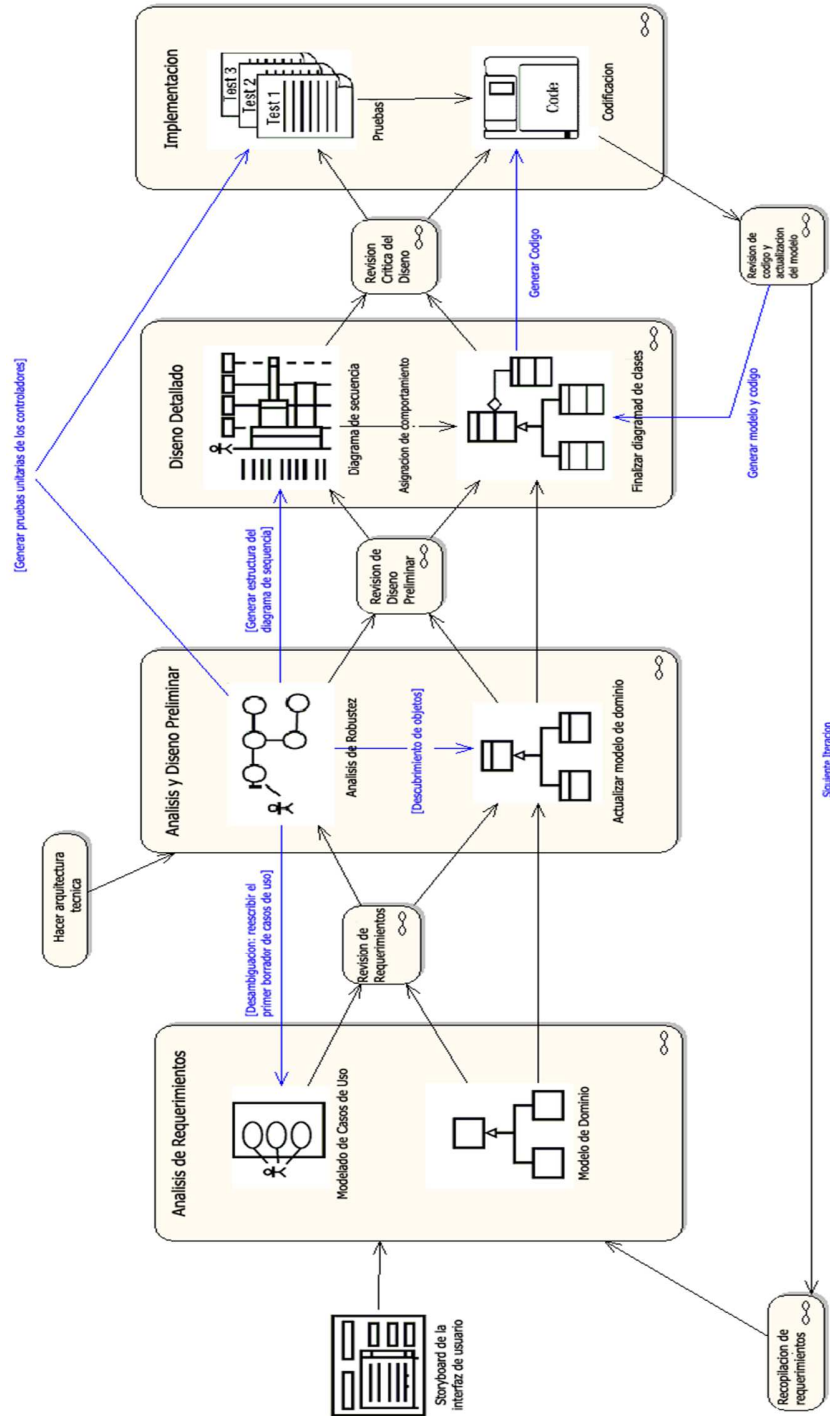 Storyboard de la
interfaz de usuario
Recopilacion de
requerimientos
Analisis de Requerimientos
Modelado de Casos de Uso
Modelo de Dominio
[Desambiguacion: reescribir el
primer borrador de casos de uso]
Revision de
Requerimientos
Hacer arquitectura
tecnica
Analisis y Diseno Preliminar
Analisis de Robustez
[Descubrimiento de objetos]
Actualizar modelo de dominio
[Generar estructura del
diagrama de secuencia]
Revision de
Diseno
Preliminar
[Generar pruebas unitarias de los controladores]
Diseno Detallado
Diagrama de secuencia
Asignacion de comportamiento
Finalizar diagramad de clases
Revision
Critica del
Diseno
Generar Codigo
Generar modelo y codigo
Implementacion
Test 3
Test 2
Test 1
Pruebas
Code
Codificacion
Revision de
codigo y
actualizacion
del modelo
Siguiente Iteracion